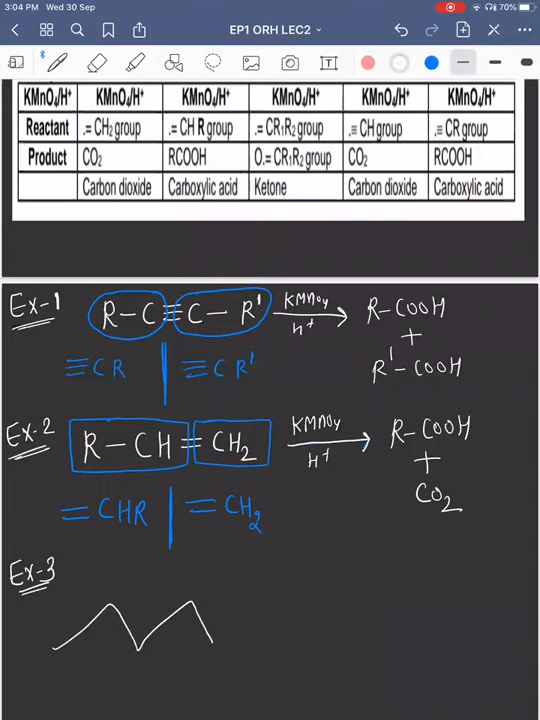 3:04 PM Wed 30 Sep
70%
EP1 ORH LEC2
KMnO₄/H⁺ KMnO₄/H⁺ KMnO₄/H⁺ KMnO₄/H⁺ KMnO₄/H⁺ KMnO₄/H⁺
Reactant .= CH₂ group .= CH R group .= CR1R2 group .≡ CH group .≡ CR group
Product CO₂ RCOOH O.= CR₁R₂ group CO₂ RCOOH
Carbon dioxide Carboxylic acid Ketone Carbon dioxide Carboxylic acid
Ex-1 R-C≡C-R' KMnO₄ H⁺ → R-COOH
+
R'-COOH
≡CR | ≡CR'
Ex-2 R-CH=CH₂ KMnO₄ H⁺ → R-COOH
+
CO₂
=CHR | =CH₂
Ex-3